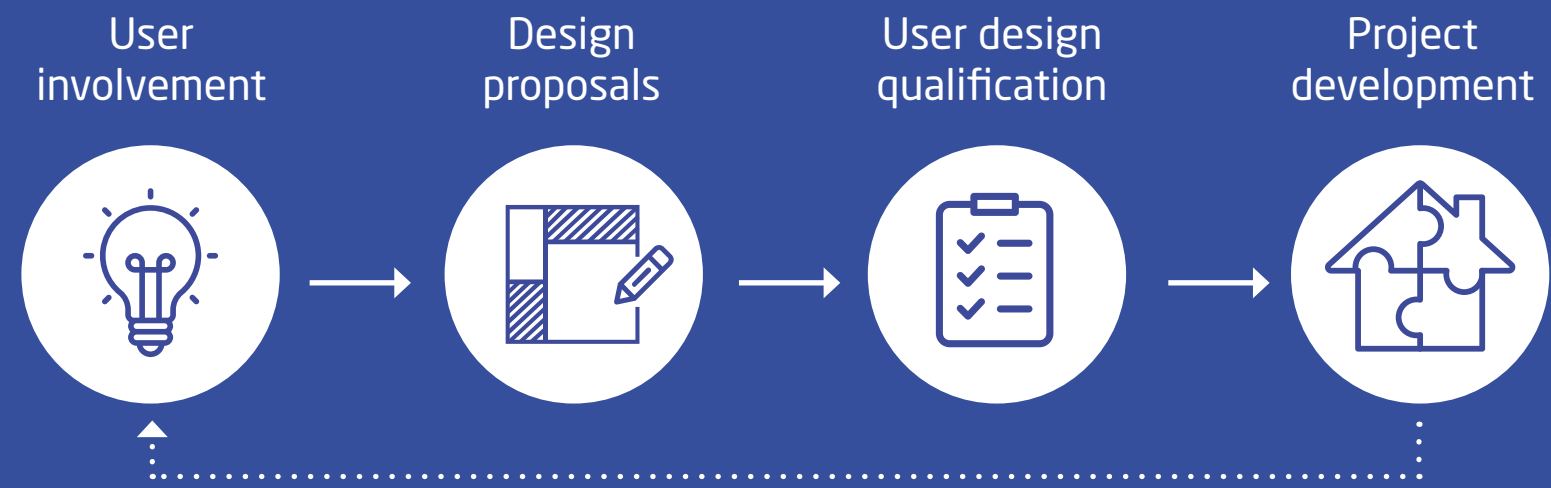 User
involvement
Design
proposals
User design
qualification
Project
development